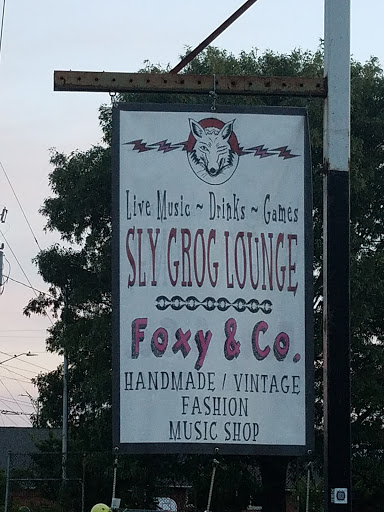 Live Music ~ Drinks ~ Games
SLY GROG LOUNGE
Foxy & Co.
HANDMADE / VINTAGE
FASHION
MUSIC SHOP